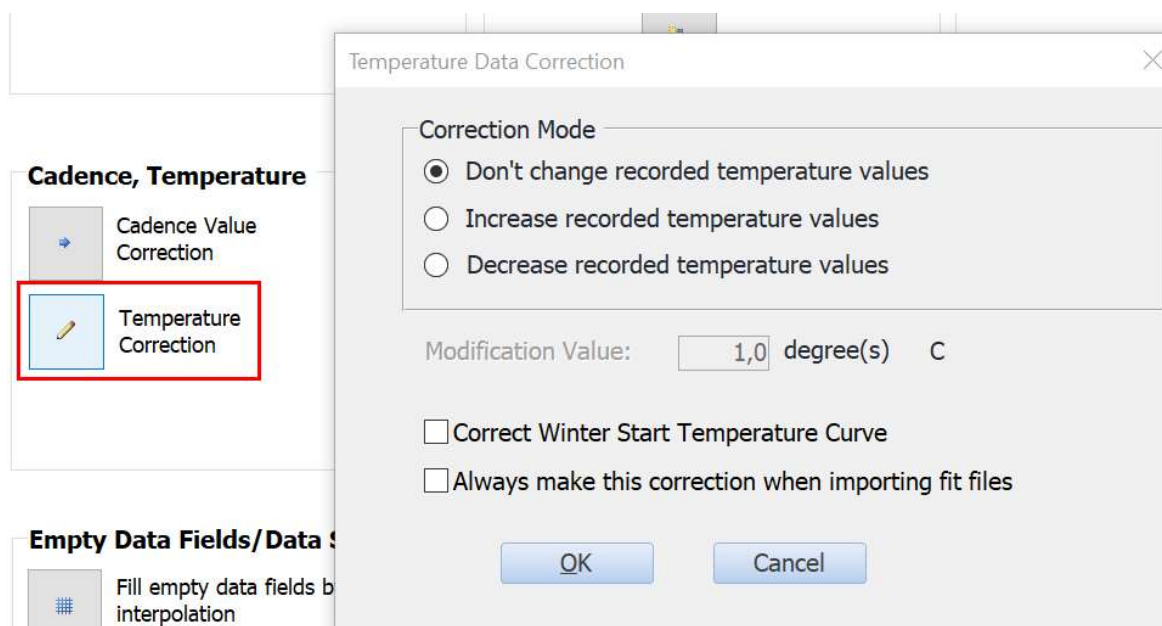 Temperature Data Correction
Correction Mode
Don't change recorded temperature values
Increase recorded temperature values
Decrease recorded temperature values
Modification Value: 1,0 degree(s) C
Correct Winter Start Temperature Curve
Always make this correction when importing fit files
OK Cancel
Cadence, Temperature
Cadence Value
Correction
Temperature
Correction
Empty Data Fields/Data
Fill empty data fields
interpolation